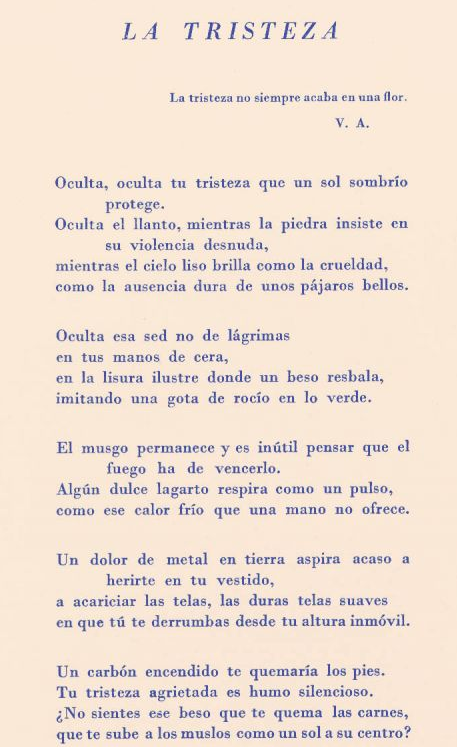 LA TRISTEZA
La tristeza no siempre acaba en una flor.
V. A.
Oculta, oculta tu tristeza que un sol sombrío
protege.
Oculta el llanto, mientras la piedra insiste en
su violencia desnuda,
mientras el cielo liso brilla como la crueldad,
como la ausencia dura de unos pájaros bellos.
Oculta esa sed no de lágrimas
en tus manos de cera,
en la lisura ilustre donde un beso resbala,
imitando una gota de rocío en lo verde.
El musgo permanece y es inútil pensar que el
fuego ha de vencerlo.
Algún dulce lagarto respira como un pulso,
como ese calor frío que una mano no ofrece.
Un dolor de metal en tierra aspira acaso a
herirte en tu vestido,
a acariciar las telas, las duras telas suaves
en que tú te derrumbas desde tu altura inmóvil.
Un carbón encendido te quemaría los pies.
Tu tristeza agrietada es humo silencioso.
¿No sientes ese beso que te quema las carnes,
que te sube a los muslos como un sol a su centro?